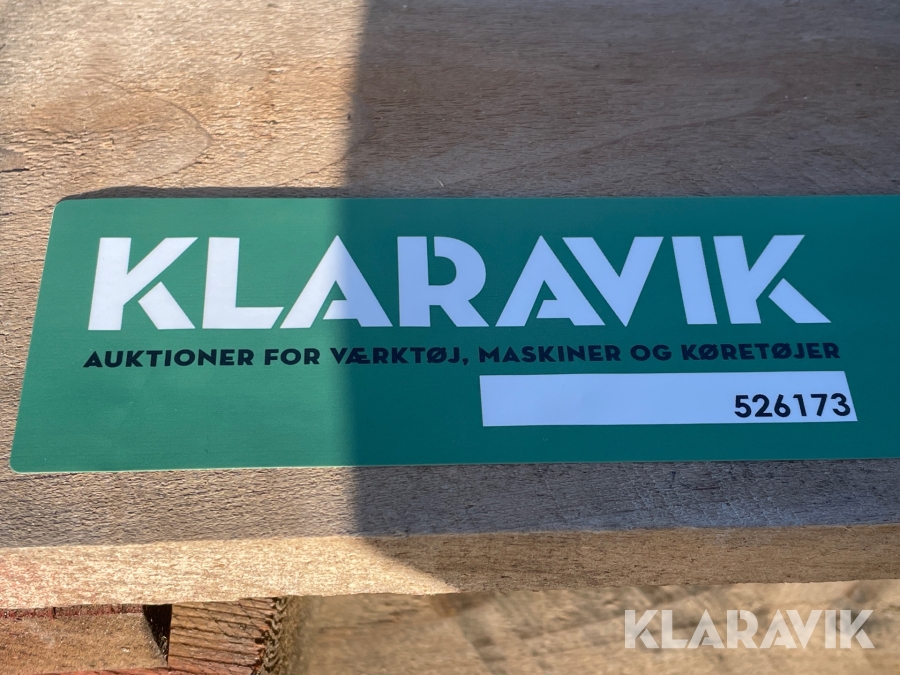 KLARAVIK
AUKTIONER FOR VÆRKTØJ, MASKINER OG KØRETØJER
526173
KLARAVIK